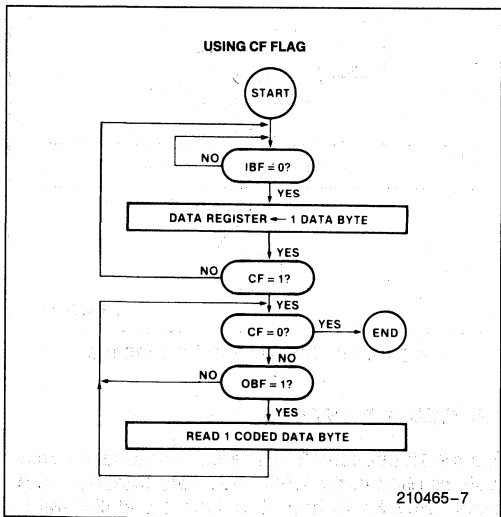 USING CF FLAG
START
NO
IBF = 0?
YES
DATA REGISTER ← 1 DATA BYTE
YES
NO
CF = 1?
YES
CF = 0?
YES
END
NO
NO
OBF = 1?
YES
READ 1 CODED DATA BYTE
210465-7